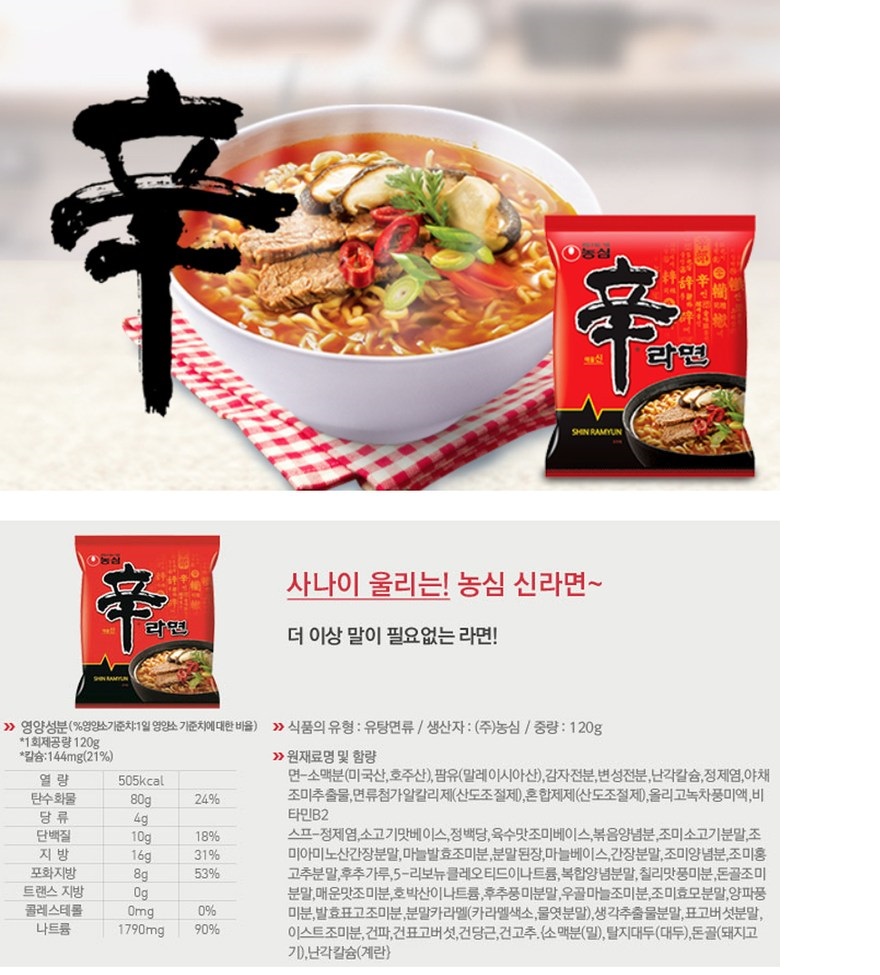 辛
농심
辛
라면
매울신
SHIN RAMYUN
농심
辛
라면
SHIN RAMYUN
사나이 울리는! 농심 신라면~
더 이상 말이 필요없는 라면!
» 영양성분(%영양소기준치:1일 영양소 기준치에대한 비율)
*1회제공량 120g
*칼슘:144mg(21%)
열 량 505kcal
탄수화물 80g 24%
당 류 4g
단백질 10g 18%
지 방 16g 31%
포화지방 8g 53%
트랜스 지방 0g
콜레스테롤 0mg 0%
나트륨 1790mg 90%
» 식품의 유형 : 유탕면류 / 생산자 : (주)농심 / 중량 : 120g
» 원재료명 및 함량
면-소맥분(미국산,호주산),팜유(말레이시아산),감자전분,변성전분,난각칼슘,정제염,야채
조미추출물,면류첨가알칼리제(산도조절제),혼합제제(산도조절제),올리고녹차풍미액,비
타민B2
스프-정제염,소고기맛베이스,정백당,육수맛조미베이스,볶음양념분,조미소고기분말,조
미아미노산간장분말,마늘발효조미분,분말된장,마늘베이스,간장분말,조미양념분,조미홍
고추분말,후추가루,5-리보뉴클레오티드이나트륨,복합양념분말,칠리맛풍미분,돈골조미
분말,매운맛조미분,호박산이나트륨,후추풍미분말,우골마늘조미분,조미효모분말,양파풍
미분,발효표고조미분,분말카라멜(카라멜색소,물엿분말),생각추출물분말,표고버섯분말,
이스트조미분,건파,건표고버섯,건당근,건고추.{소맥분(밀),탈지대두(대두),돈골(돼지고
기),난각칼슘(계란)}